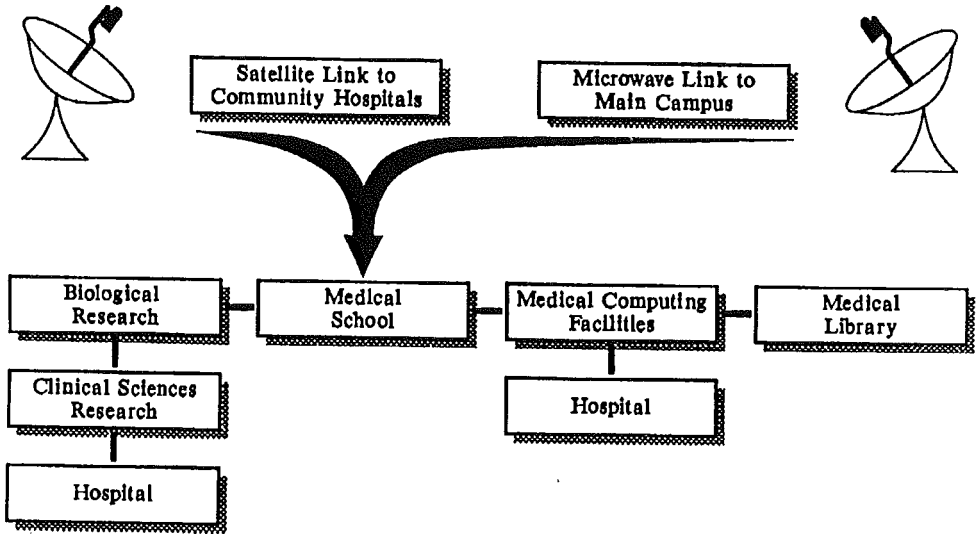 Satellite Link to
Community Hospitals
Microwave Link to
Main Campus
Biological
Research
Medical
School
Medical Computing
Facilities
Medical
Library
Clinical Sciences
Research
Hospital
Hospital